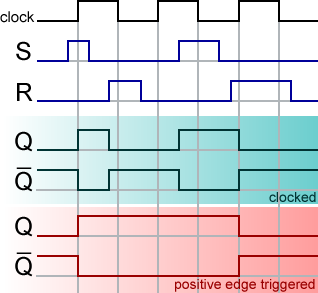 clock
S
R
Q
Q̅
clocked
Q
Q̅
positive edge triggered